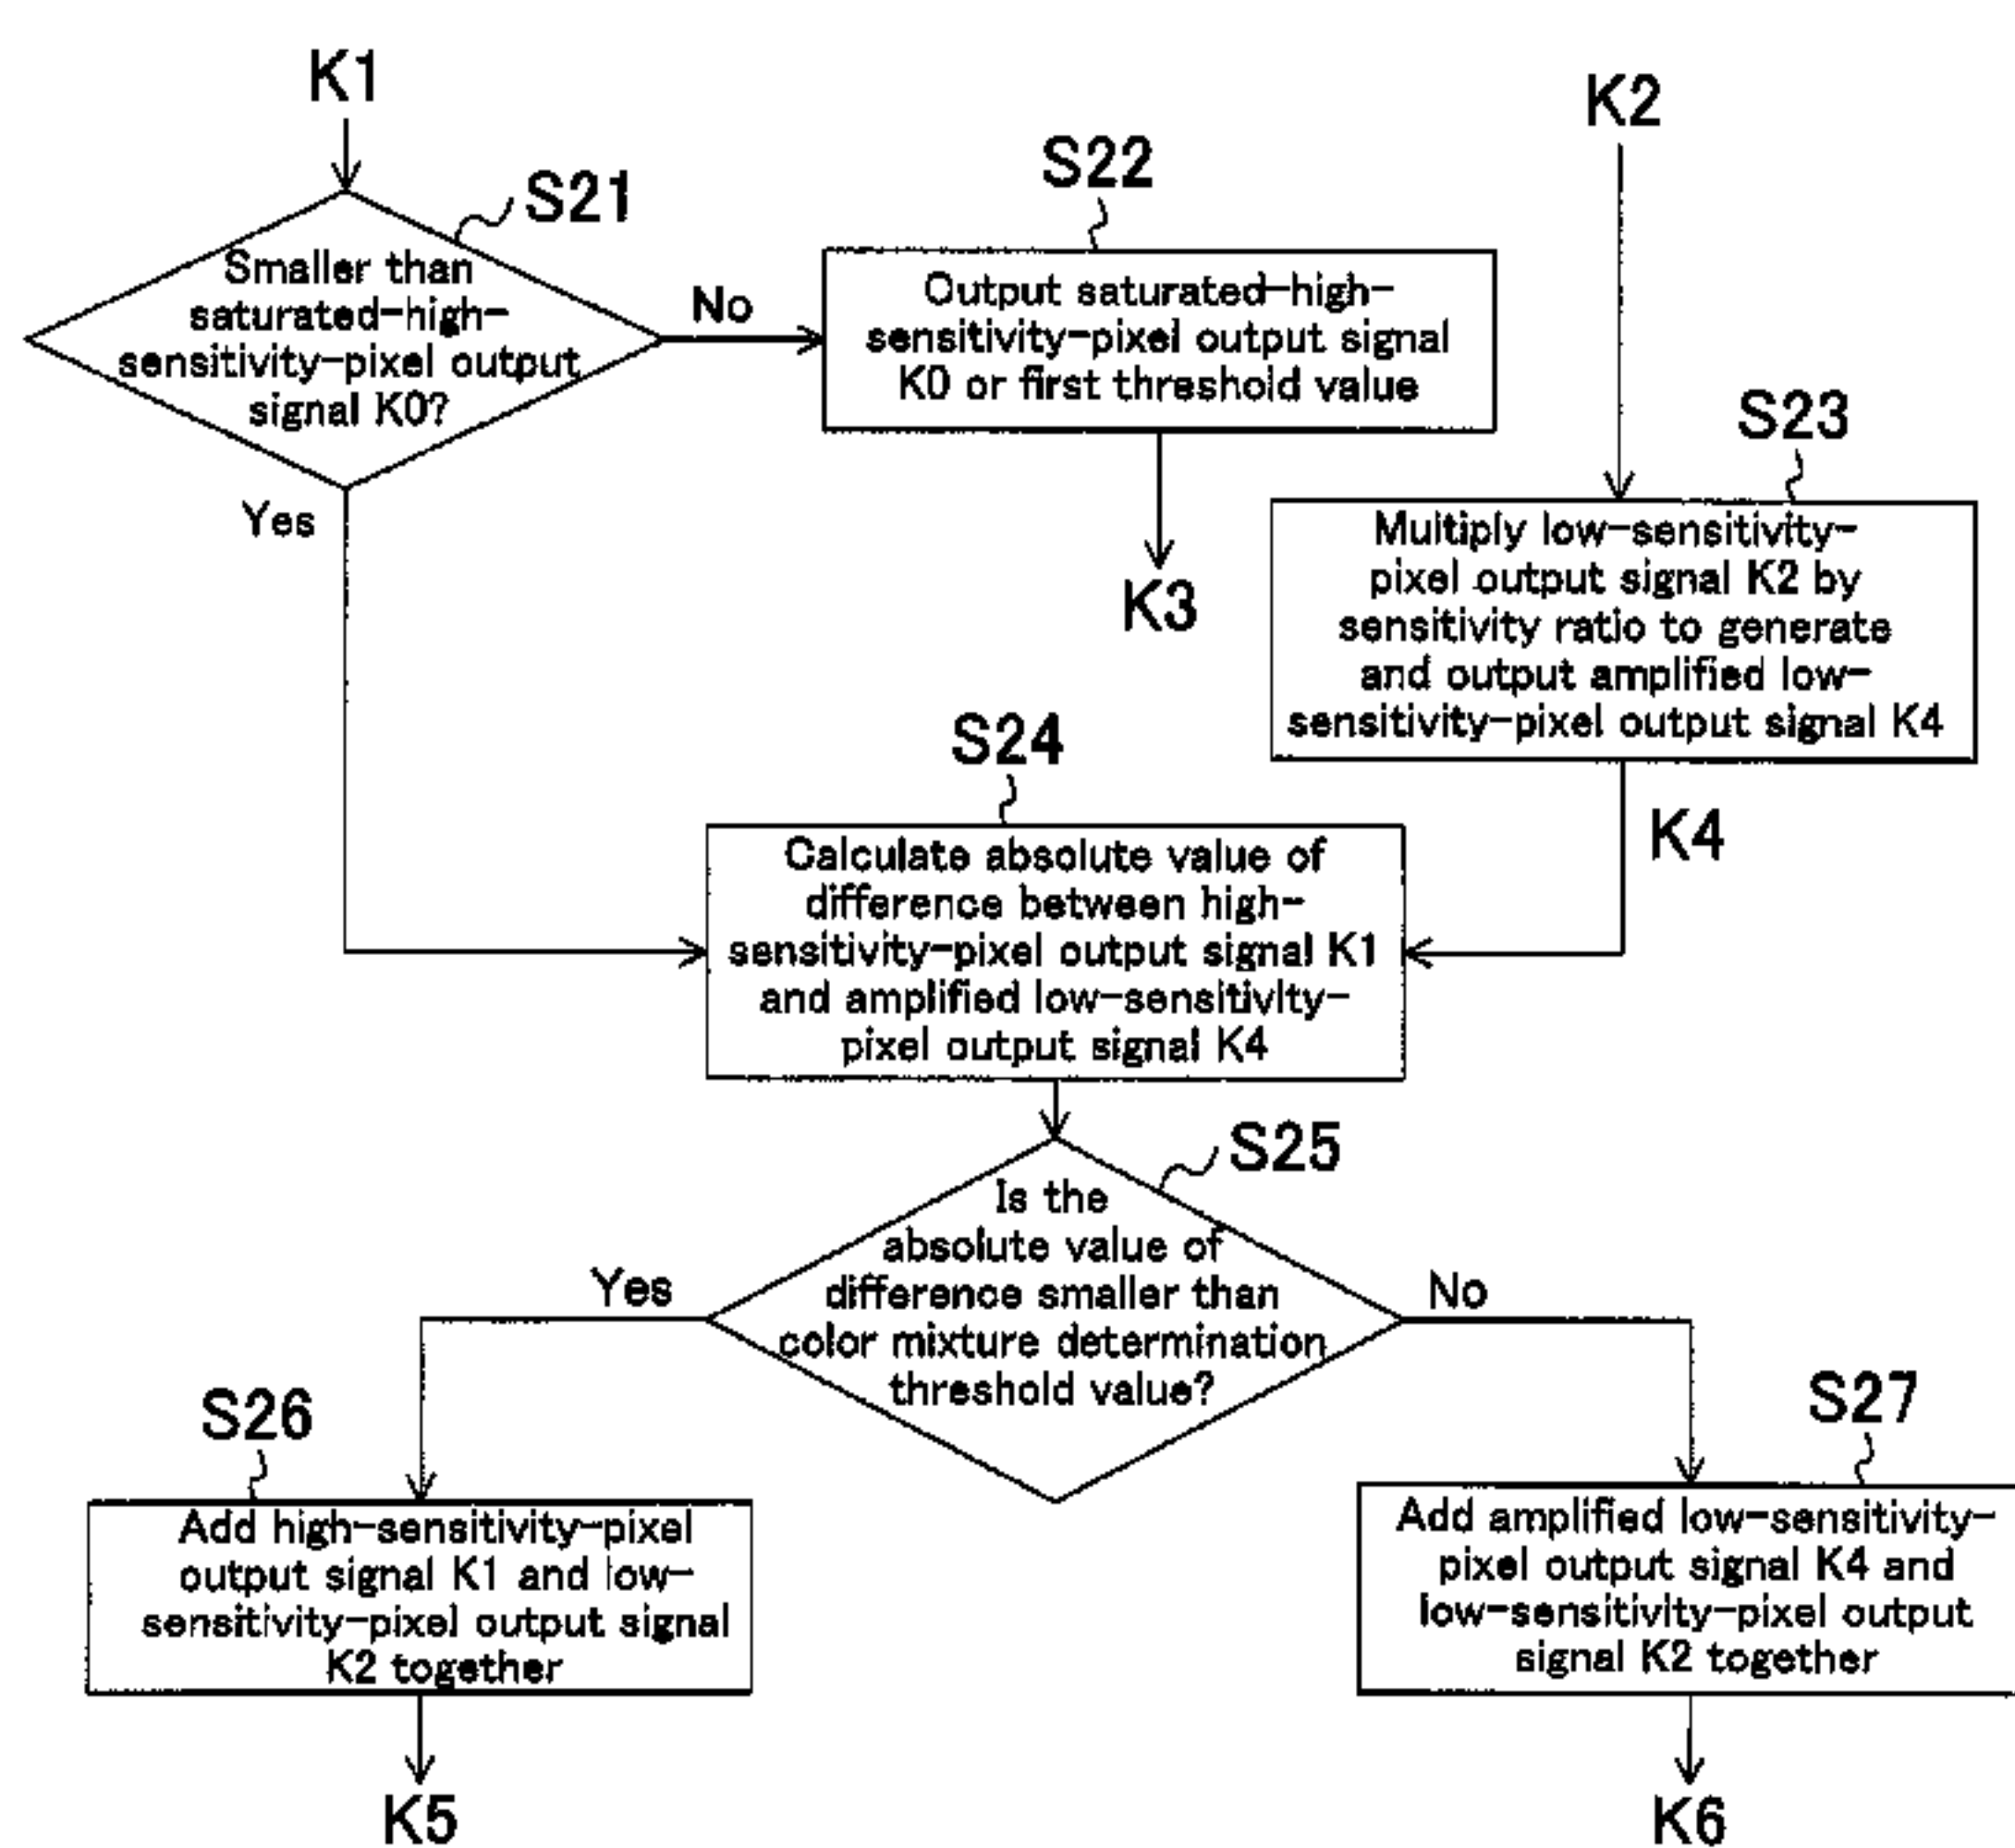 K1
K2
S21
Smaller than
saturated-high-
sensitivity-pixel output
signal K0?
No
Yes
S22
Output saturated-high-
sensitivity-pixel output signal
K0 or first threshold value
K3
S23
Multiply low-sensitivity-
pixel output signal K2 by
sensitivity ratio to generate
and output amplified low-
sensitivity-pixel output signal K4
K4
S24
Calculate absolute value of
difference between high-
sensitivity-pixel output signal K1
and amplified low-sensitivity-
pixel output signal K4
S25
Is the
absolute value of
difference smaller than
color mixture determination
threshold value?
Yes
No
S26
Add high-sensitivity-pixel
output signal K1 and low-
sensitivity-pixel output signal
K2 together
K5
S27
Add amplified low-sensitivity-
pixel output signal K4 and
low-sensitivity-pixel output
signal K2 together
K6